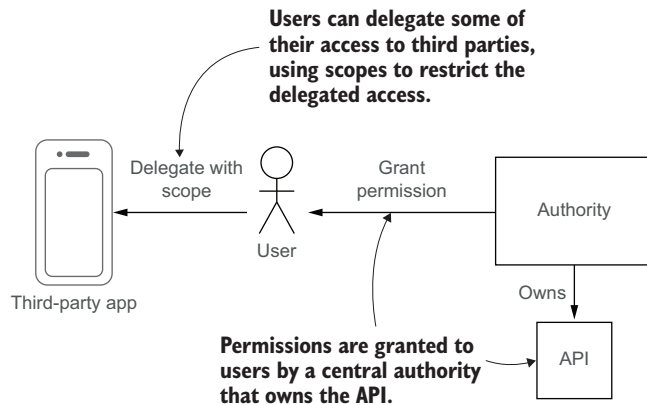 Users can delegate some of
their access to third parties,
using scopes to restrict the
delegated access.
Delegate with
scope
Grant
permission
Authority
User
Third-party app
Owns
API
Permissions are granted to
users by a central authority
that owns the API.